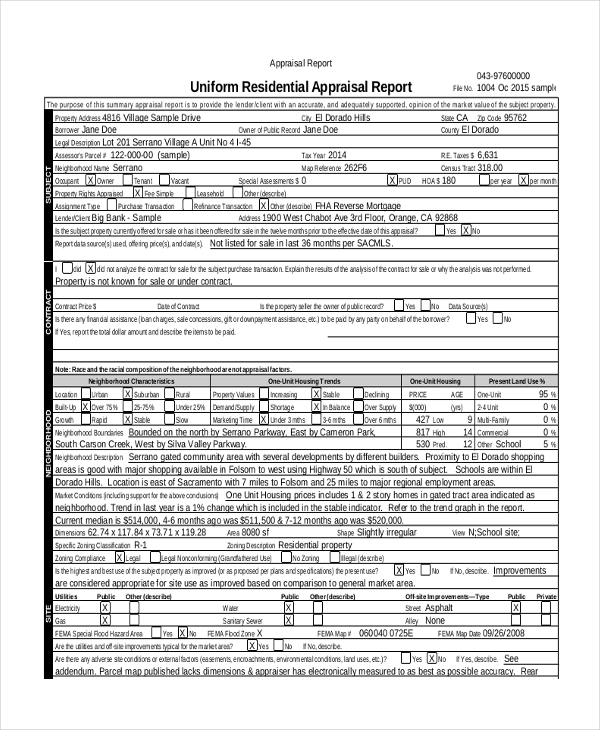 Appraisal Report
043-97600000
Uniform Residential Appraisal Report File No. 1004 Oc 2015 sample
The purpose of this summary appraisal report is to provide the lender/client with an accurate, and adequately supported, opinion of the market value of the subject property.
SUBJECT
Property Address 4816 Village Sample Drive City El Dorado Hills State CA Zip Code 95762
Borrower Jane Doe Owner of Public Record Jane Doe County El Dorado
Legal Description Lot 201 Serrano Village A Unit No 4 I-45
Assessor's Parcel # 122-000-00 (sample) Tax Year 2014 R.E. Taxes $ 6,631
Neighborhood Name Serrano Map Reference 262F6 Census Tract 318.00
Occupant X Owner Tenant Vacant Special Assessments $ 0 X PUD HOA $ 180 per year X per month
Property Rights Appraised X Fee Simple Leasehold Other (describe)
Assignment Type Purchase Transaction Refinance Transaction X Other (describe) FHA Reverse Mortgage
Lender/Client Big Bank - Sample Address 1900 West Chabot Ave 3rd Floor, Orange, CA 92868
Is the subject property currently offered for sale or has it been offered for sale in the twelve months prior to the effective date of this appraisal? Yes X No
Report data source(s) used, offering price(s), and date(s). Not listed for sale in last 36 months per SACMLS.
CONTRACT
I did X did not analyze the contract for sale for the subject purchase transaction. Explain the results of the analysis of the contract for sale or why the analysis was not performed.
Property is not known for sale or under contract.
Contract Price $ Date of Contract Is the property seller the owner of public record? Yes No Data Source(s)
Is there any financial assistance (loan charges, sale concessions, gift or downpayment assistance, etc.) to be paid by any party on behalf of the borrower? Yes No
If Yes, report the total dollar amount and describe the items to be paid.
NEIGHBORHOOD
Note: Race and the racial composition of the neighborhood are not appraisal factors.
Neighborhood Characteristics One-Unit Housing Trends One-Unit Housing Present Land Use %
Location Urban X Suburban Rural Property Values Increasing X Stable Declining PRICE AGE One-Unit 95 %
Built-Up X Over 75% 25-75% Under 25% Demand/Supply Shortage X In Balance Over Supply $(000) (yrs) 2-4 Unit 0 %
Growth Rapid X Stable Slow Marketing Time X Under 3 mths 3-6 mths Over 6 mths 427 Low 9 Multi-Family 0 %
Neighborhood Boundaries Bounded on the north by Serrano Parkway. East by Cameron Park, 817 High 14 Commercial 0 %
South Carson Creek, West by Silva Valley Parkway. 530 Pred. 12 Other School 5 %
Neighborhood Description Serrano gated community area with several developments by different builders. Proximity to El Dorado shopping
areas is good with major shopping available in Folsom to west using Highway 50 which is south of subject. Schools are within El
Dorado Hills. Location is east of Sacramento with 7 miles to Folsom and 25 miles to major regional employment areas.
Market Conditions (including support for the above conclusions) One Unit Housing prices includes 1 & 2 story homes in gated tract area indicated as
neighborhood. Trend in last year is a 1% change which is included in the stable indicator. Refer to the trend graph in the report.
Current median is $514,000, 4-6 months ago was $511,500 & 7-12 months ago was $520,000.
SITE
Dimensions 62.74 x 117.84 x 73.71 x 119.28 Area 8080 sf Shape Slightly irregular View N;School site;
Specific Zoning Classification R-1 Zoning Description Residential property
Zoning Compliance X Legal Legal Nonconforming (Grandfathered Use) No Zoning Illegal (describe)
Is the highest and best use of the subject property as improved (or as proposed per plans and specifications) the present use? X Yes No If No, describe. Improvements
are considered appropriate for site use as improved based on comparison to general market area.
Utilities Public Other (describe) Public Other (describe) Off-site Improvements—Type Public Private
Electricity X Water X Street Asphalt X
Gas X Sanitary Sewer X Alley None
FEMA Special Flood Hazard Area Yes X No FEMA Flood Zone X FEMA Map # 060040 0725E FEMA Map Date 09/26/2008
Are the utilities and off-site improvements typical for the market area? X Yes No If No, describe.
Are there any adverse site conditions or external factors (easements, encroachments, environmental conditions, land uses, etc.)? Yes X No If Yes, describe. See
addendum. Parcel map published lacks dimensions & appraiser has electronically measured to as best as possible accuracy. Rear